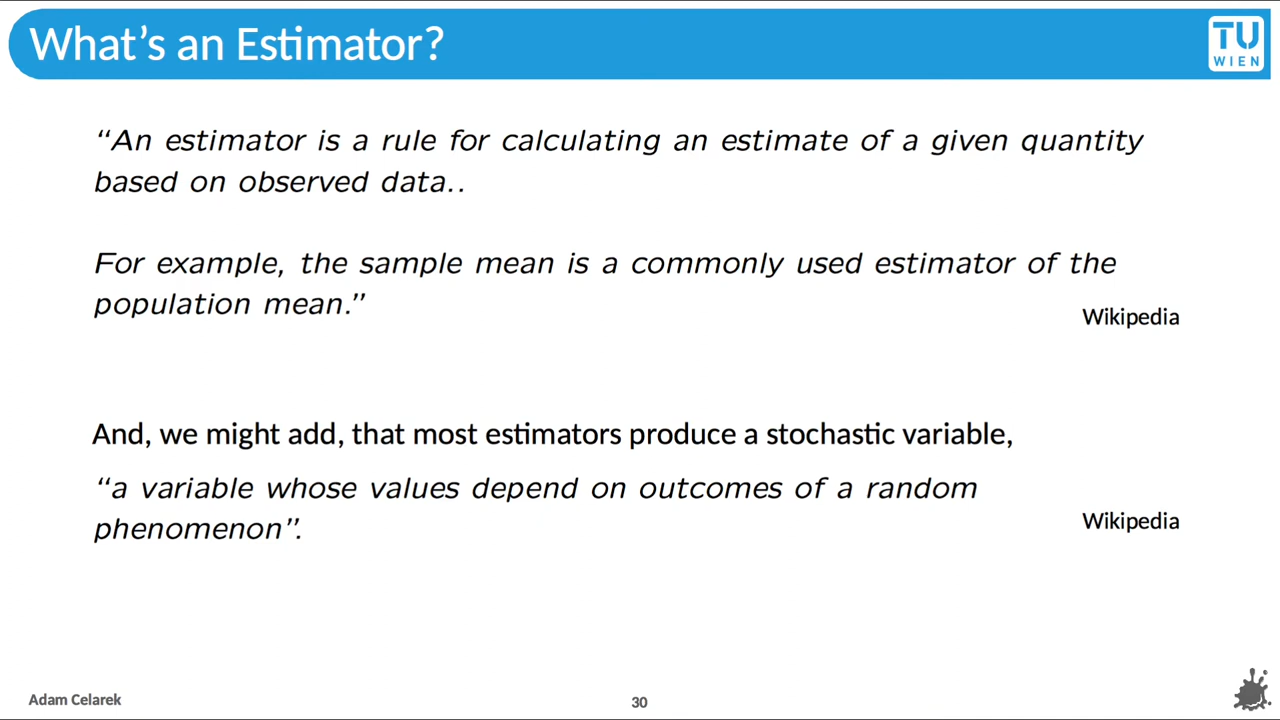 What's an Estimator?
TU
WIEN
“An estimator is a rule for calculating an estimate of a given quantity
based on observed data..
For example, the sample mean is a commonly used estimator of the
population mean.”
Wikipedia
And, we might add, that most estimators produce a stochastic variable,
“a variable whose values depend on outcomes of a random
phenomenon”.
Wikipedia
Adam Celarek
30